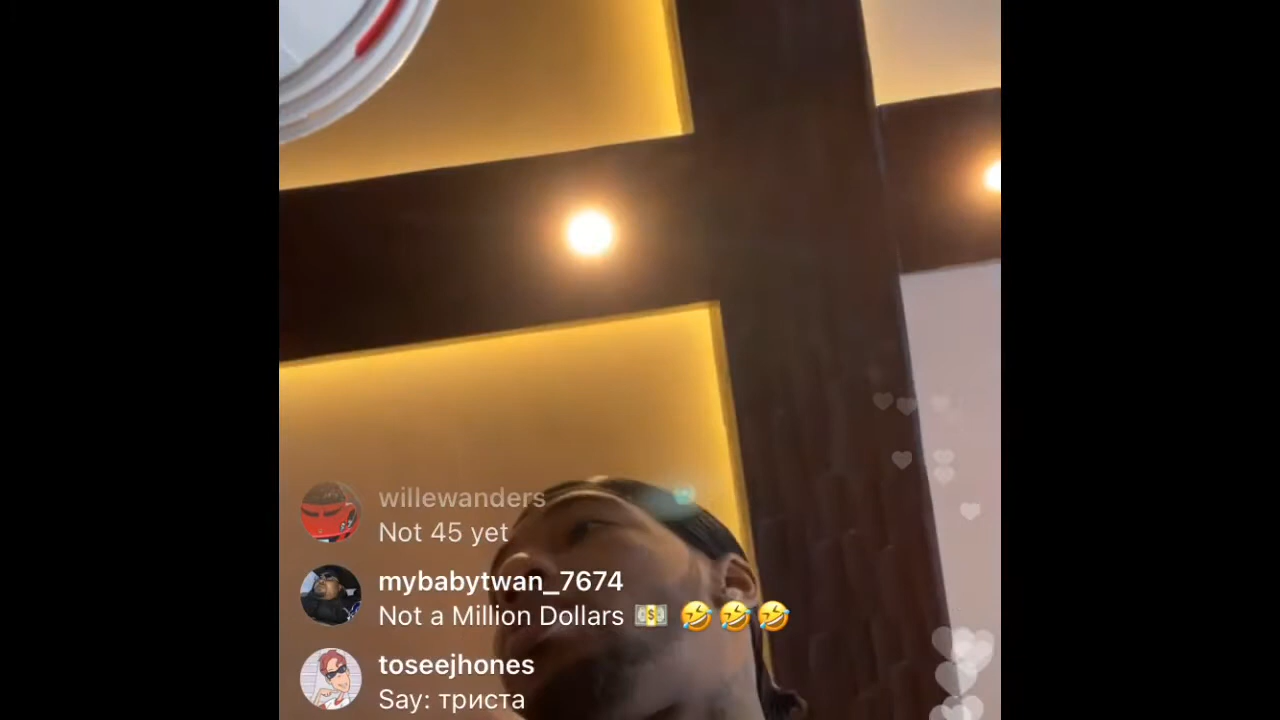 willewanders
Not 45 yet
mybabytwan_7674
Not a Million Dollars 💵 🤣🤣🤣
toseejhones
Say: триста